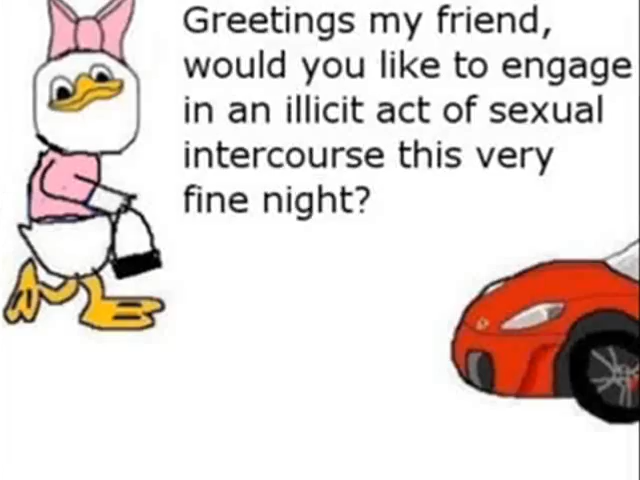 Greetings my friend,
would you like to engage
in an illicit act of sexual
intercourse this very
fine night?